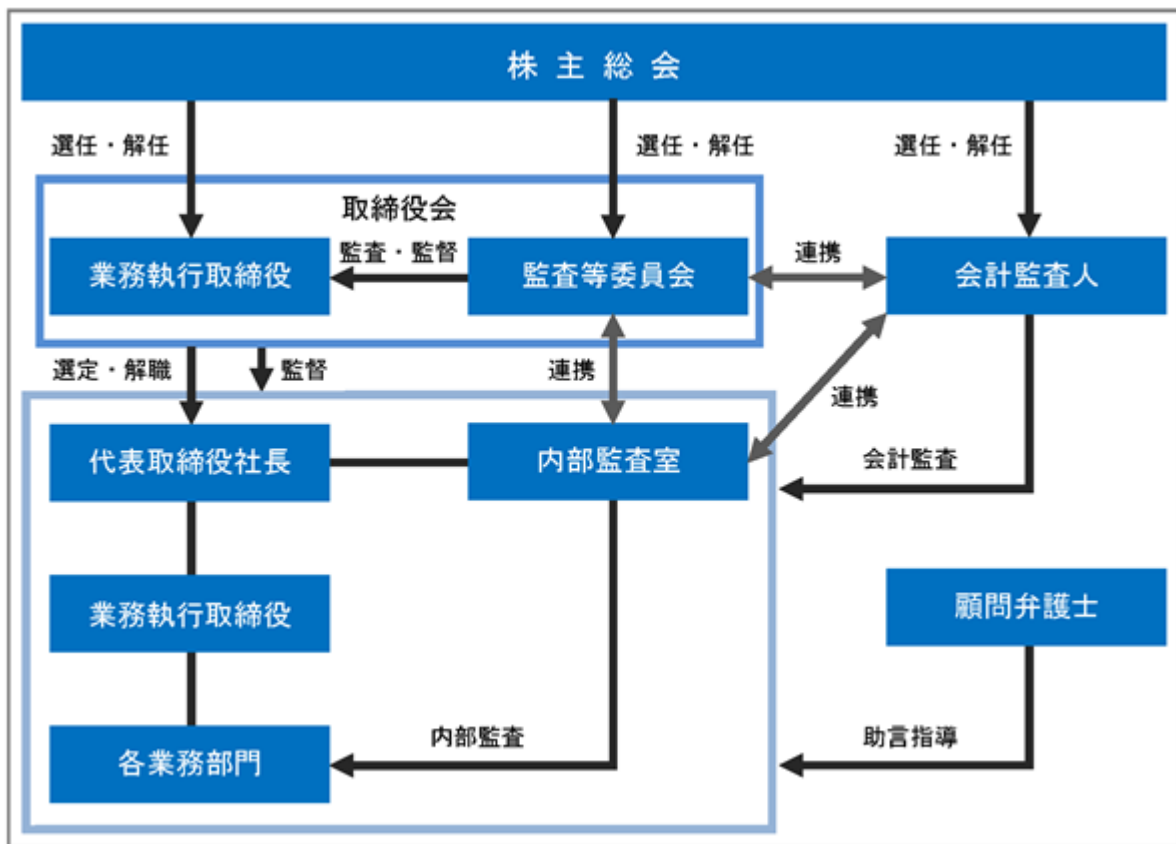 株主総会
選任・解任
選任・解任
選任・解任
取締役会
業務執行取締役
監査・監督
監査等委員会
連携
会計監査人
選定・解職
監督
連携
連携
代表取締役社長
内部監査室
会計監査
業務執行取締役
顧問弁護士
各業務部門
内部監査
助言指導